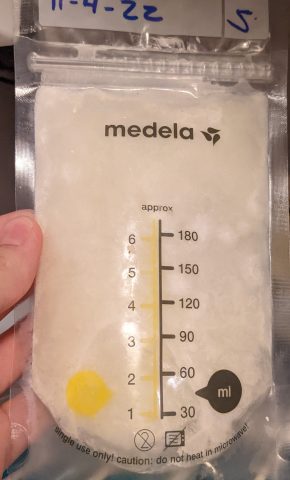 11-4-22
S.
medela
approx
6 180
5 150
4 120
3 90
2 60
ml
1 30
single use only! caution: do not heat in microwave!